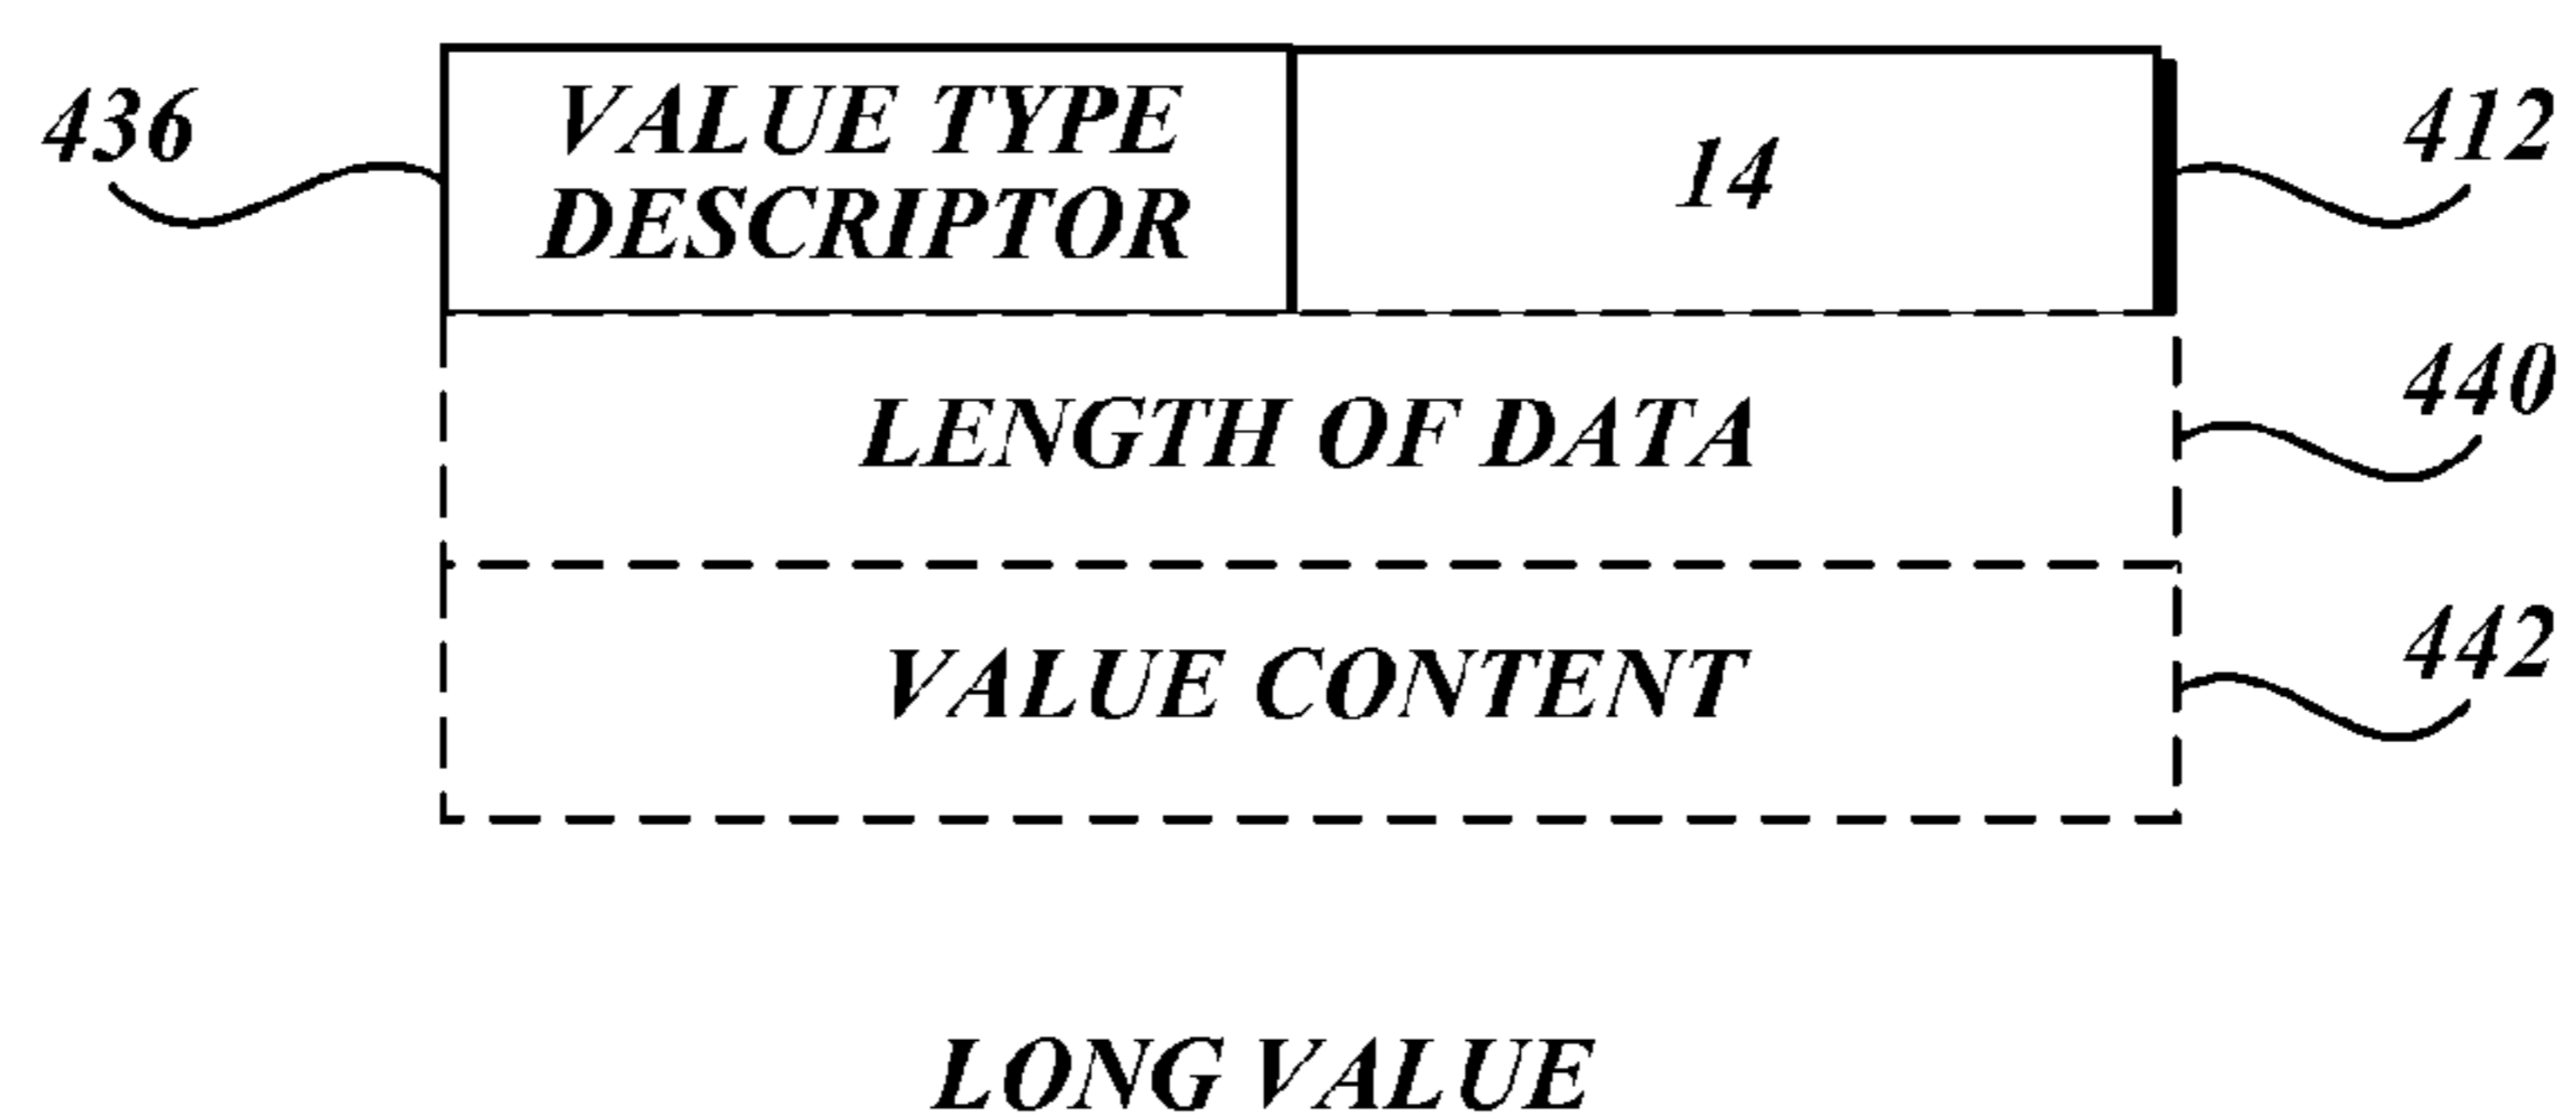 436
VALUE TYPE
DESCRIPTOR
14
412
LENGTH OF DATA
440
VALUE CONTENT
442
LONG VALUE